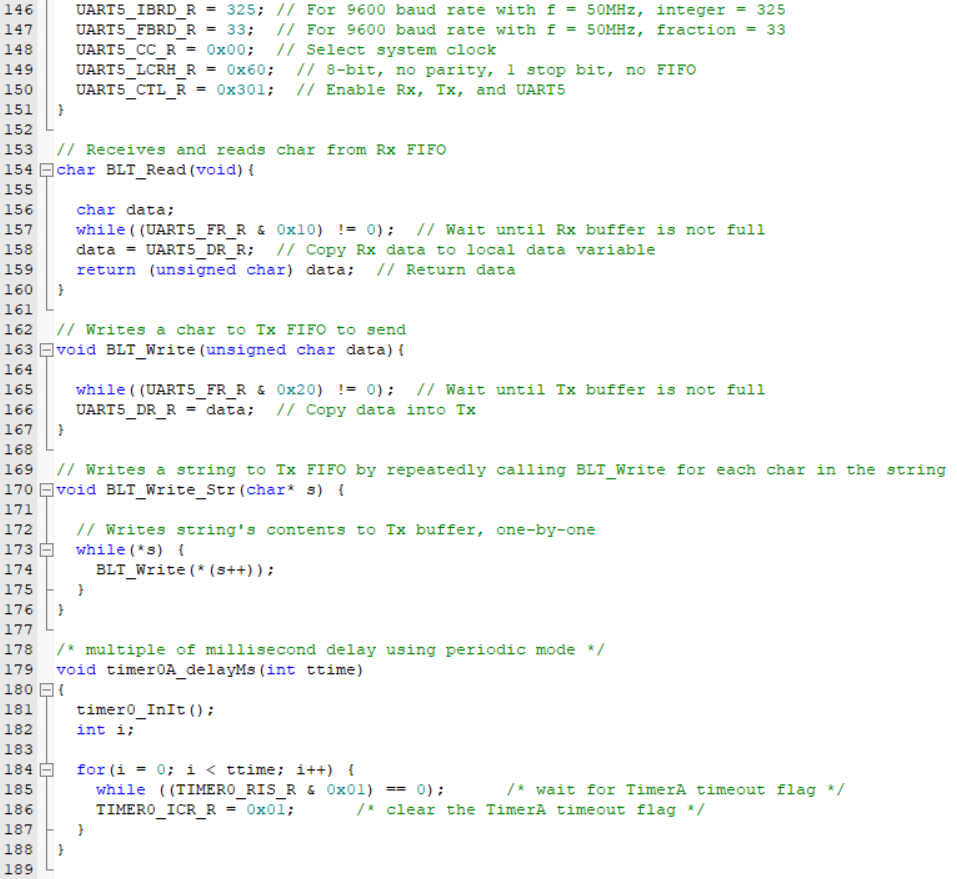 146 UART5_IBRD_R = 325; // For 9600 baud rate with f = 50MHz, integer = 325
147 UART5_FBRD_R = 33; // For 9600 baud rate with f = 50MHz, fraction = 33
148 UART5_CC_R = 0x00; // Select system clock
149 UART5_LCRH_R = 0x60; // 8-bit, no parity, 1 stop bit, no FIFO
150 UART5_CTL_R = 0x301; // Enable Rx, Tx, and UART5
151 }
152
153 // Receives and reads char from Rx FIFO
154 char BLT_Read(void){
155
156 char data;
157 while((UART5_FR_R & 0x10) != 0); // Wait until Rx buffer is not full
158 data = UART5_DR_R; // Copy Rx data to local data variable
159 return (unsigned char) data; // Return data
160 }
161
162 // Writes a char to Tx FIFO to send
163 void BLT_Write(unsigned char data){
164
165 while((UART5_FR_R & 0x20) != 0); // Wait until Tx buffer is not full
166 UART5_DR_R = data; // Copy data into Tx
167 }
168
169 // Writes a string to Tx FIFO by repeatedly calling BLT_Write for each char in the string
170 void BLT_Write_Str(char* s) {
171
172 // Writes string's contents to Tx buffer, one-by-one
173 while(*s) {
174 BLT_Write(*(s++));
175 }
176 }
177
178 /* multiple of millisecond delay using periodic mode */
179 void timer0A_delayMs(int ttime)
180 {
181 timer0_InIt();
182 int i;
183
184 for(i = 0; i < ttime; i++) {
185 while ((TIMER0_RIS_R & 0x01) == 0); /* wait for TimerA timeout flag */
186 TIMER0_ICR_R = 0x01; /* clear the TimerA timeout flag */
187 }
188 }
189